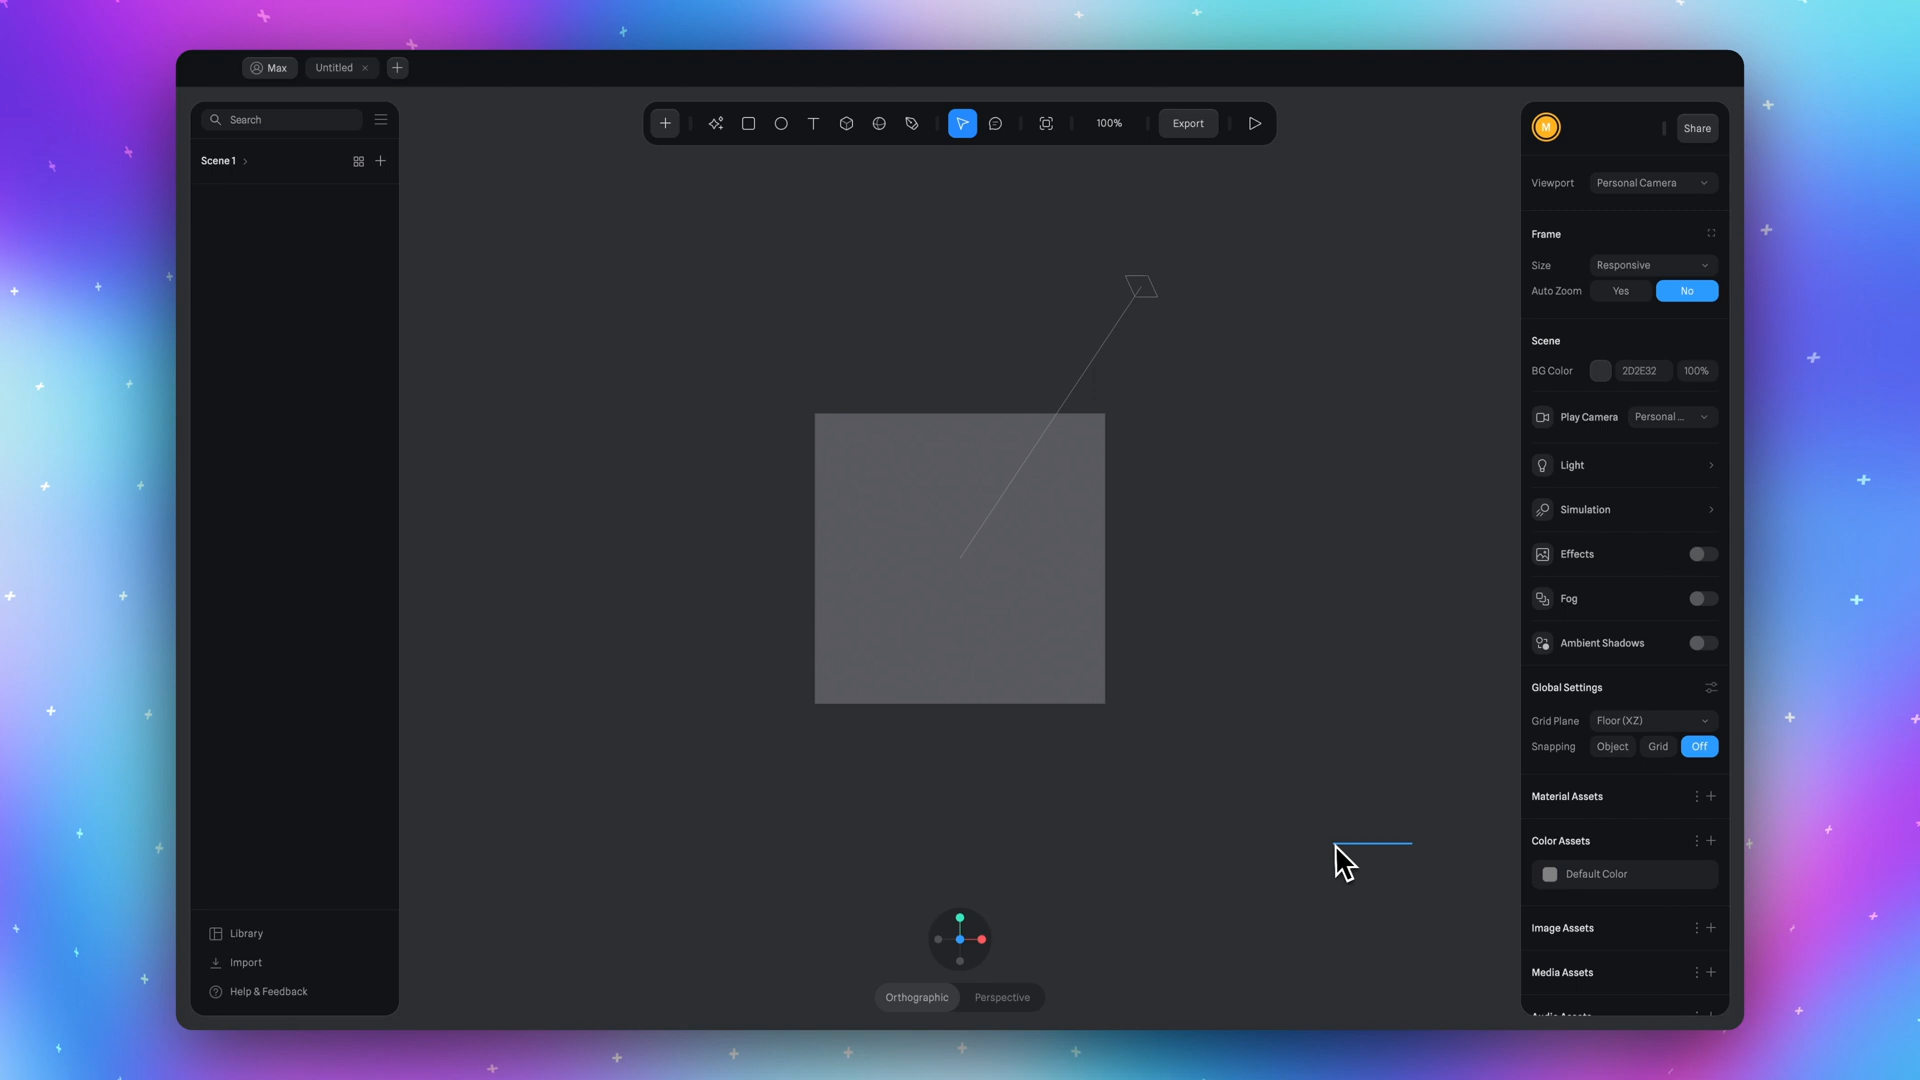 Max
Untitled
Search
Scene 1
100%
Export
M
Share
Viewport
Personal Camera
Frame
Size
Responsive
Auto Zoom
Yes
No
Scene
BG Color
2D2E32
100%
Play Camera
Personal ...
Light
Simulation
Effects
Fog
Ambient Shadows
Global Settings
Grid Plane
Floor (XZ)
Snapping
Object
Grid
Off
Material Assets
Color Assets
Default Color
Image Assets
Media Assets
Audio Assets
Library
Import
Help & Feedback
Orthographic
Perspective